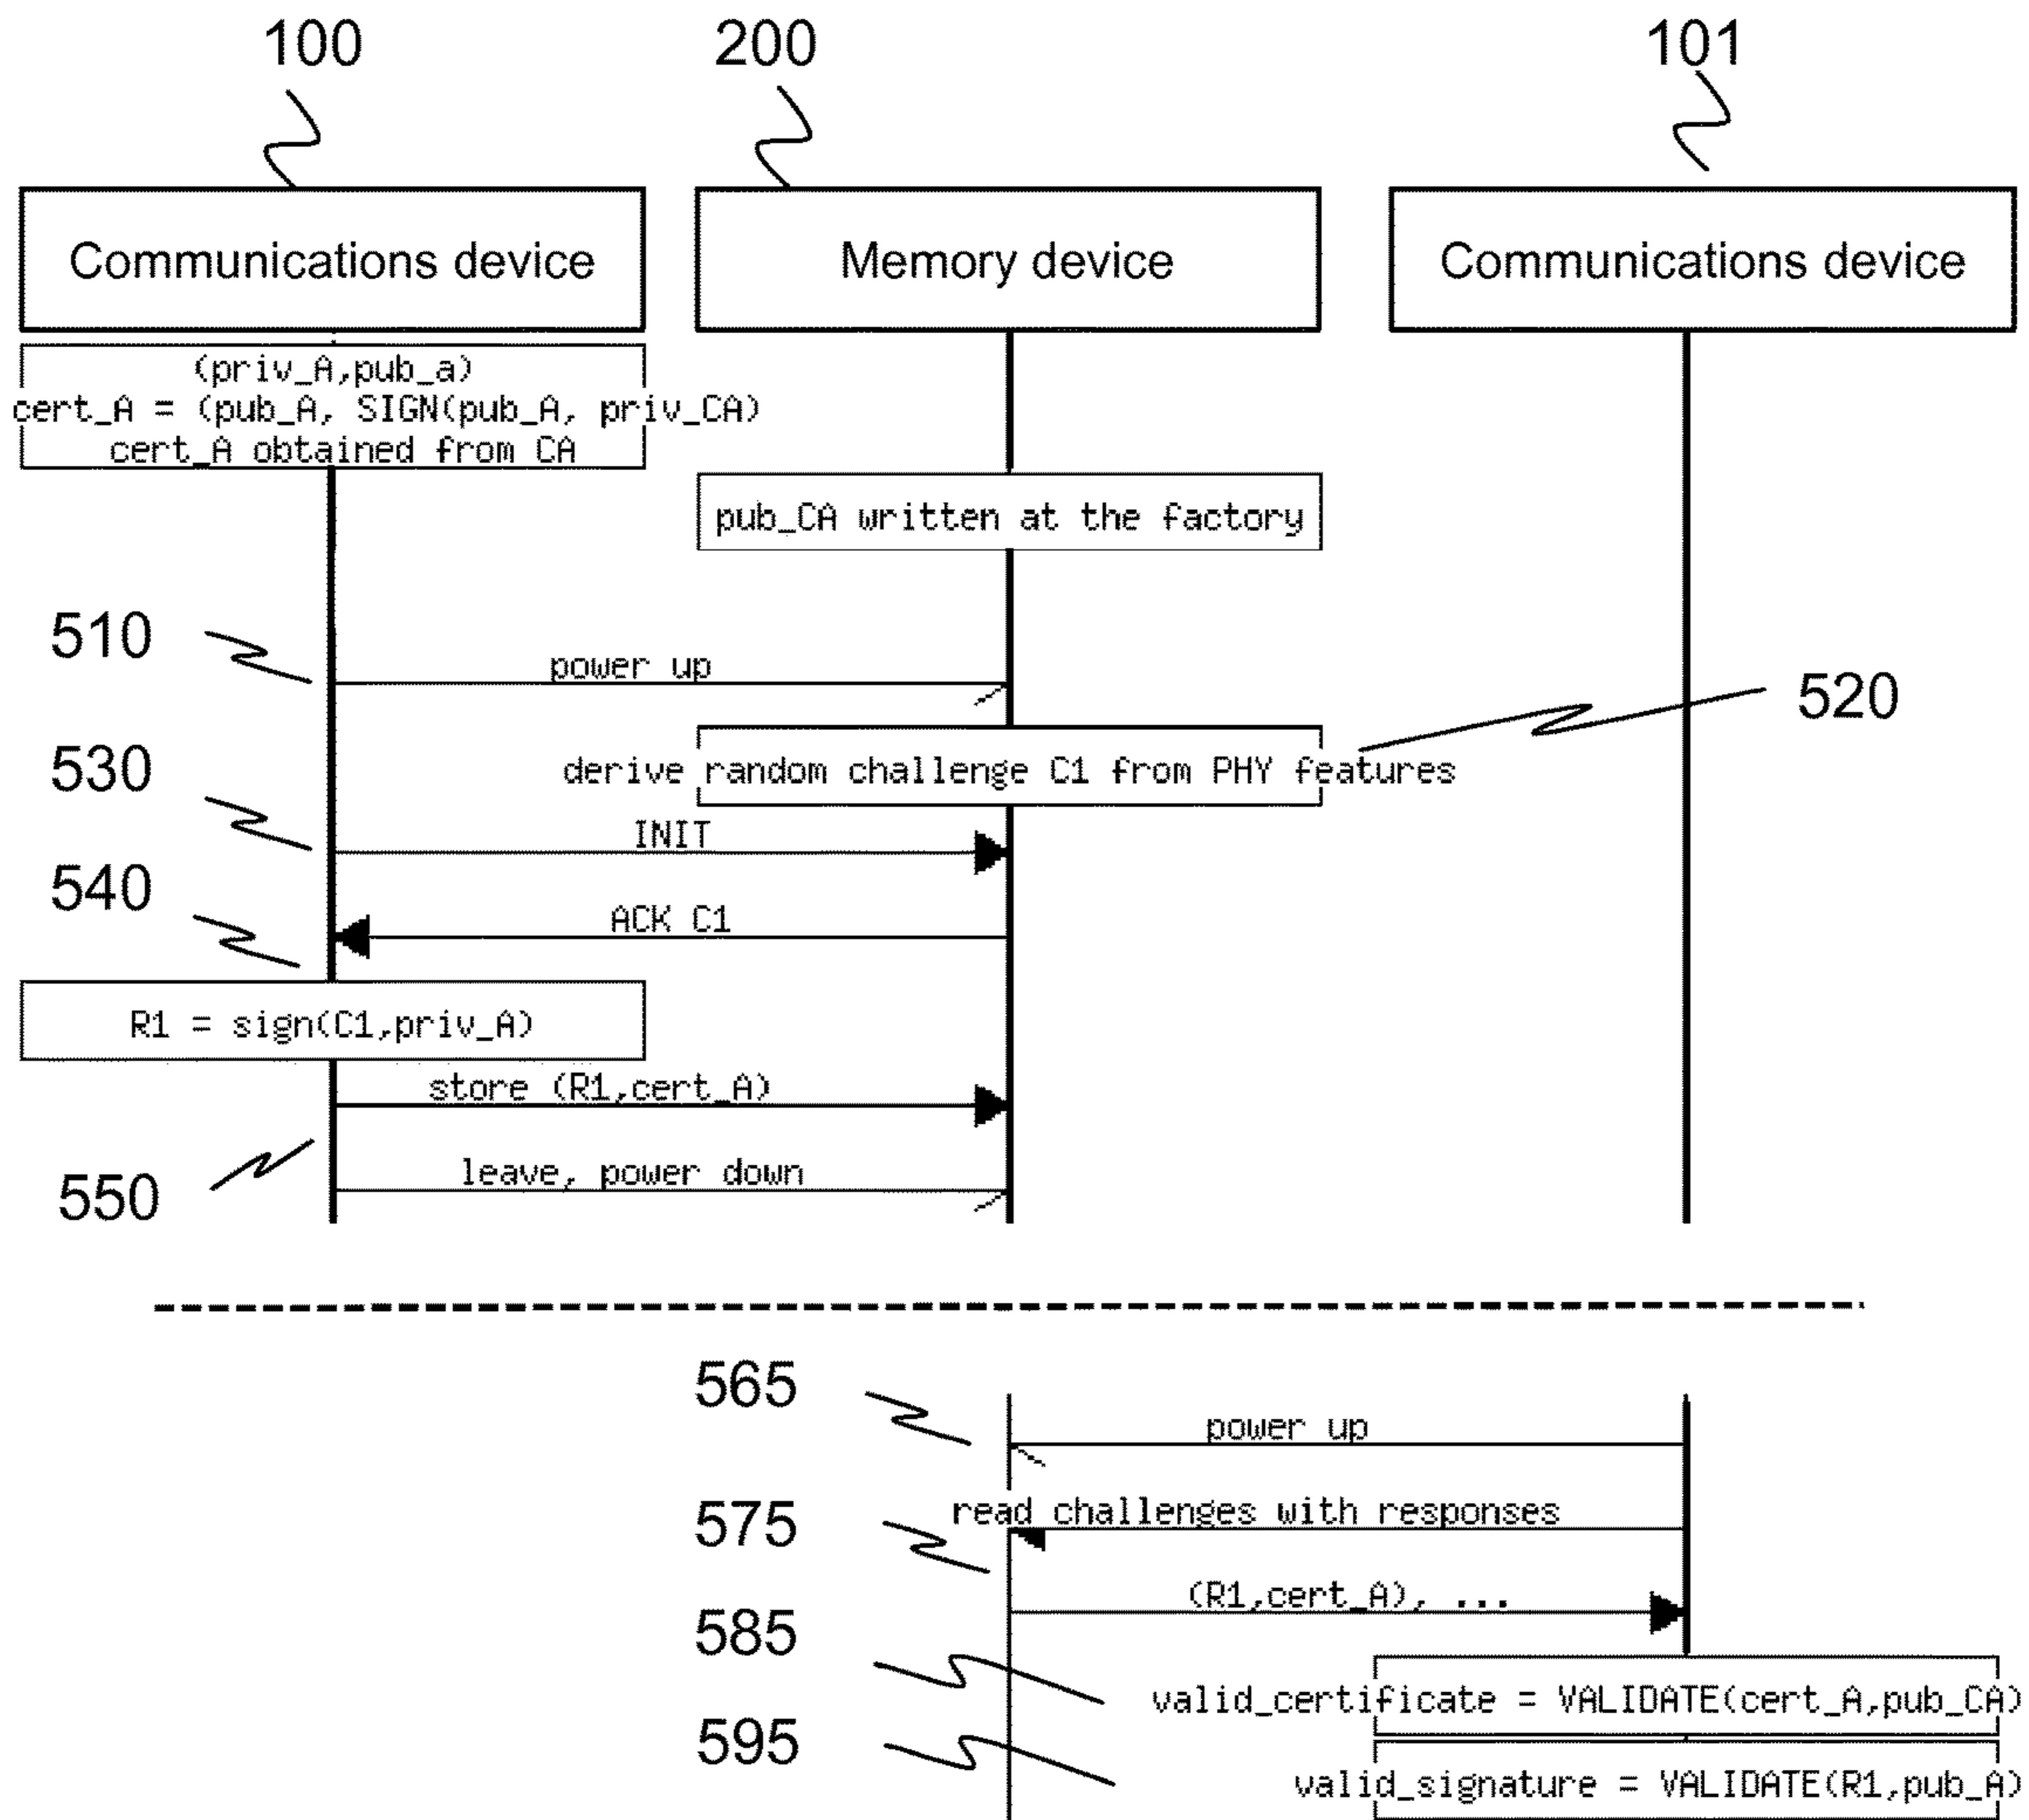 100
200
101
Communications device
Memory device
Communications device
(priv_A,pub_a)
cert_A = (pub_A, SIGN(pub_A, priv_CA)
cert_A obtained from CA
pub_CA written at the factory
510
power up
520
derive random challenge C1 from PHY features
530
INIT
540
ACK C1
R1 = sign(C1,priv_A)
store (R1,cert_A)
550
leave, power down
565
power up
read challenges with responses
575
(R1,cert_A), ...
585
valid_certificate = VALIDATE(cert_A,pub_CA)
595
valid_signature = VALIDATE(R1,pub_A)